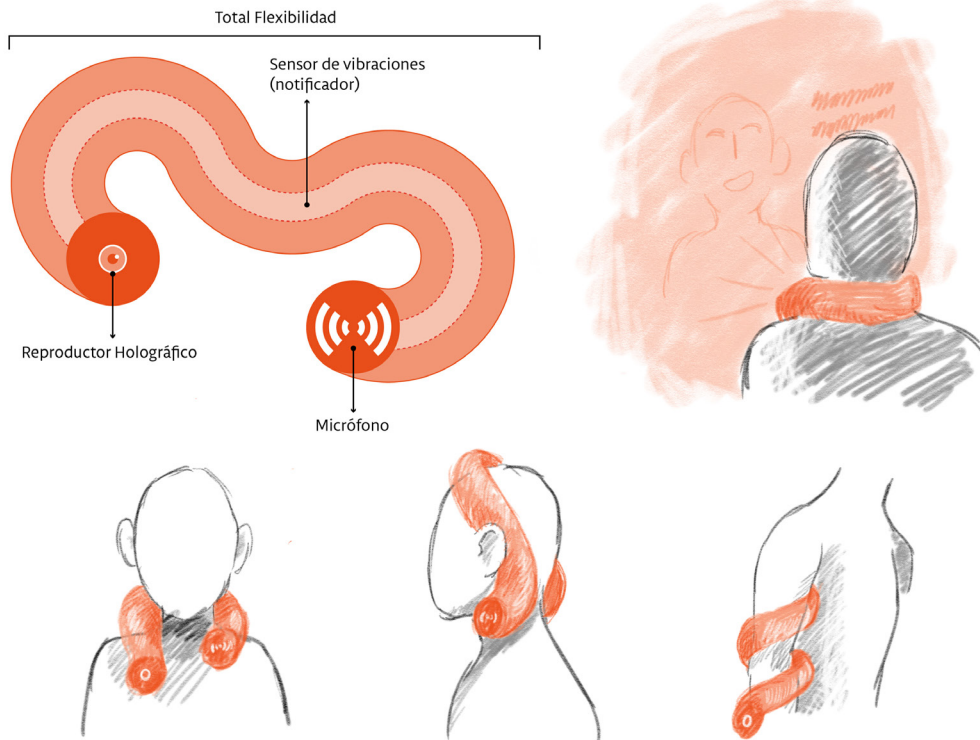 Total Flexibilidad
Sensor de vibraciones
(notificador)
Reproductor Holográfico
Micrófono